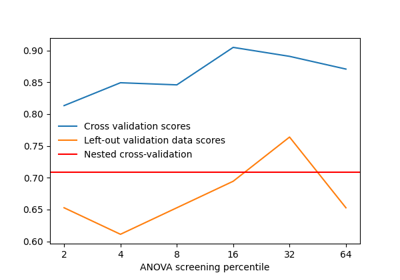 0.90
0.85
0.80
0.75
0.70
0.65
0.60
Cross validation scores
Left-out validation data scores
Nested cross-validation
2 4 8 16 32 64
ANOVA screening percentile